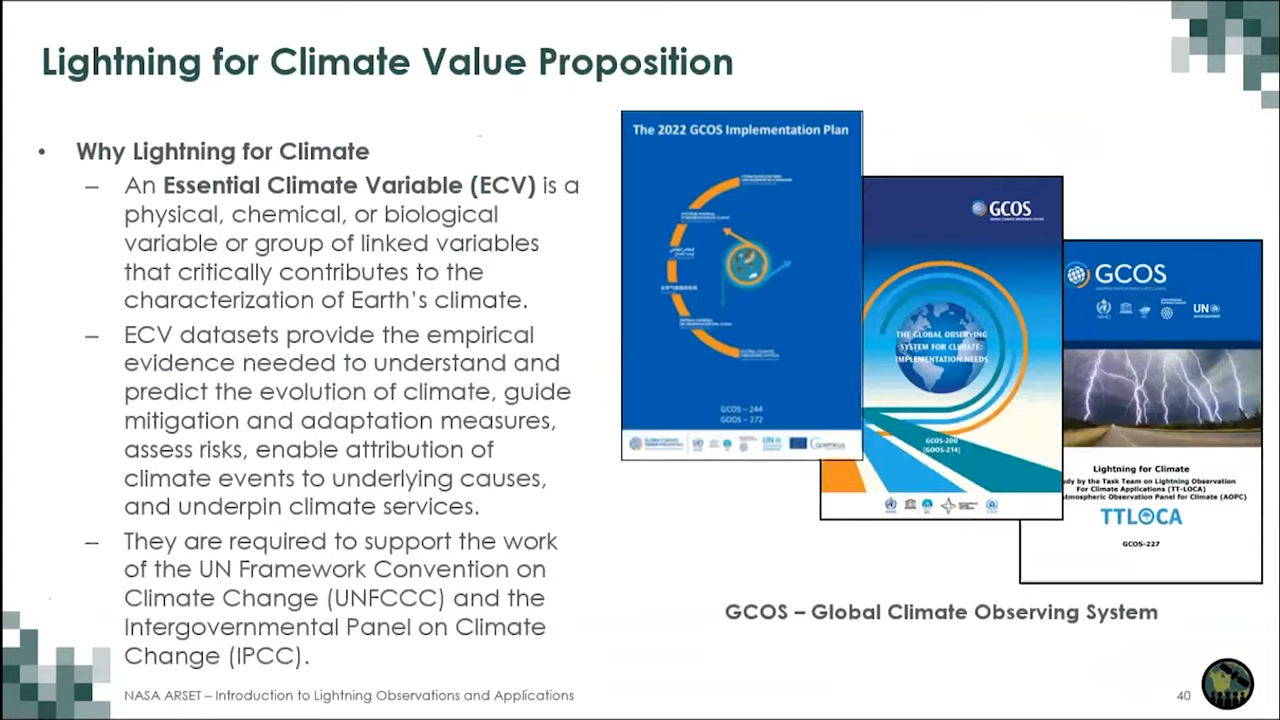 Lightning for Climate Value Proposition
• Why Lightning for Climate
– An Essential Climate Variable (ECV) is a
physical, chemical, or biological
variable or group of linked variables
that critically contributes to the
characterization of Earth's climate.
– ECV datasets provide the empirical
evidence needed to understand and
predict the evolution of climate, guide
mitigation and adaptation measures,
assess risks, enable attribution of
climate events to underlying causes,
and underpin climate services.
– They are required to support the work
of the UN Framework Convention on
Climate Change (UNFCCC) and the
Intergovernmental Panel on Climate
Change (IPCC).
The 2022 GCOS Implementation Plan
GCOS – 244
GOOS – 272
GCOS
THE GLOBAL OBSERVING
SYSTEM FOR CLIMATE:
IMPLEMENTATION NEEDS
GCOS-200
(GOOS-214)
GCOS
UN
Lightning for Climate
by the Task Team on Lightning Observation
For Climate Applications (TT-LOCA)
Observation Panel for Climate (AOPC)
TTLOCA
GCOS-227
GCOS – Global Climate Observing System
NASA ARSET – Introduction to Lightning Observations and Applications
40